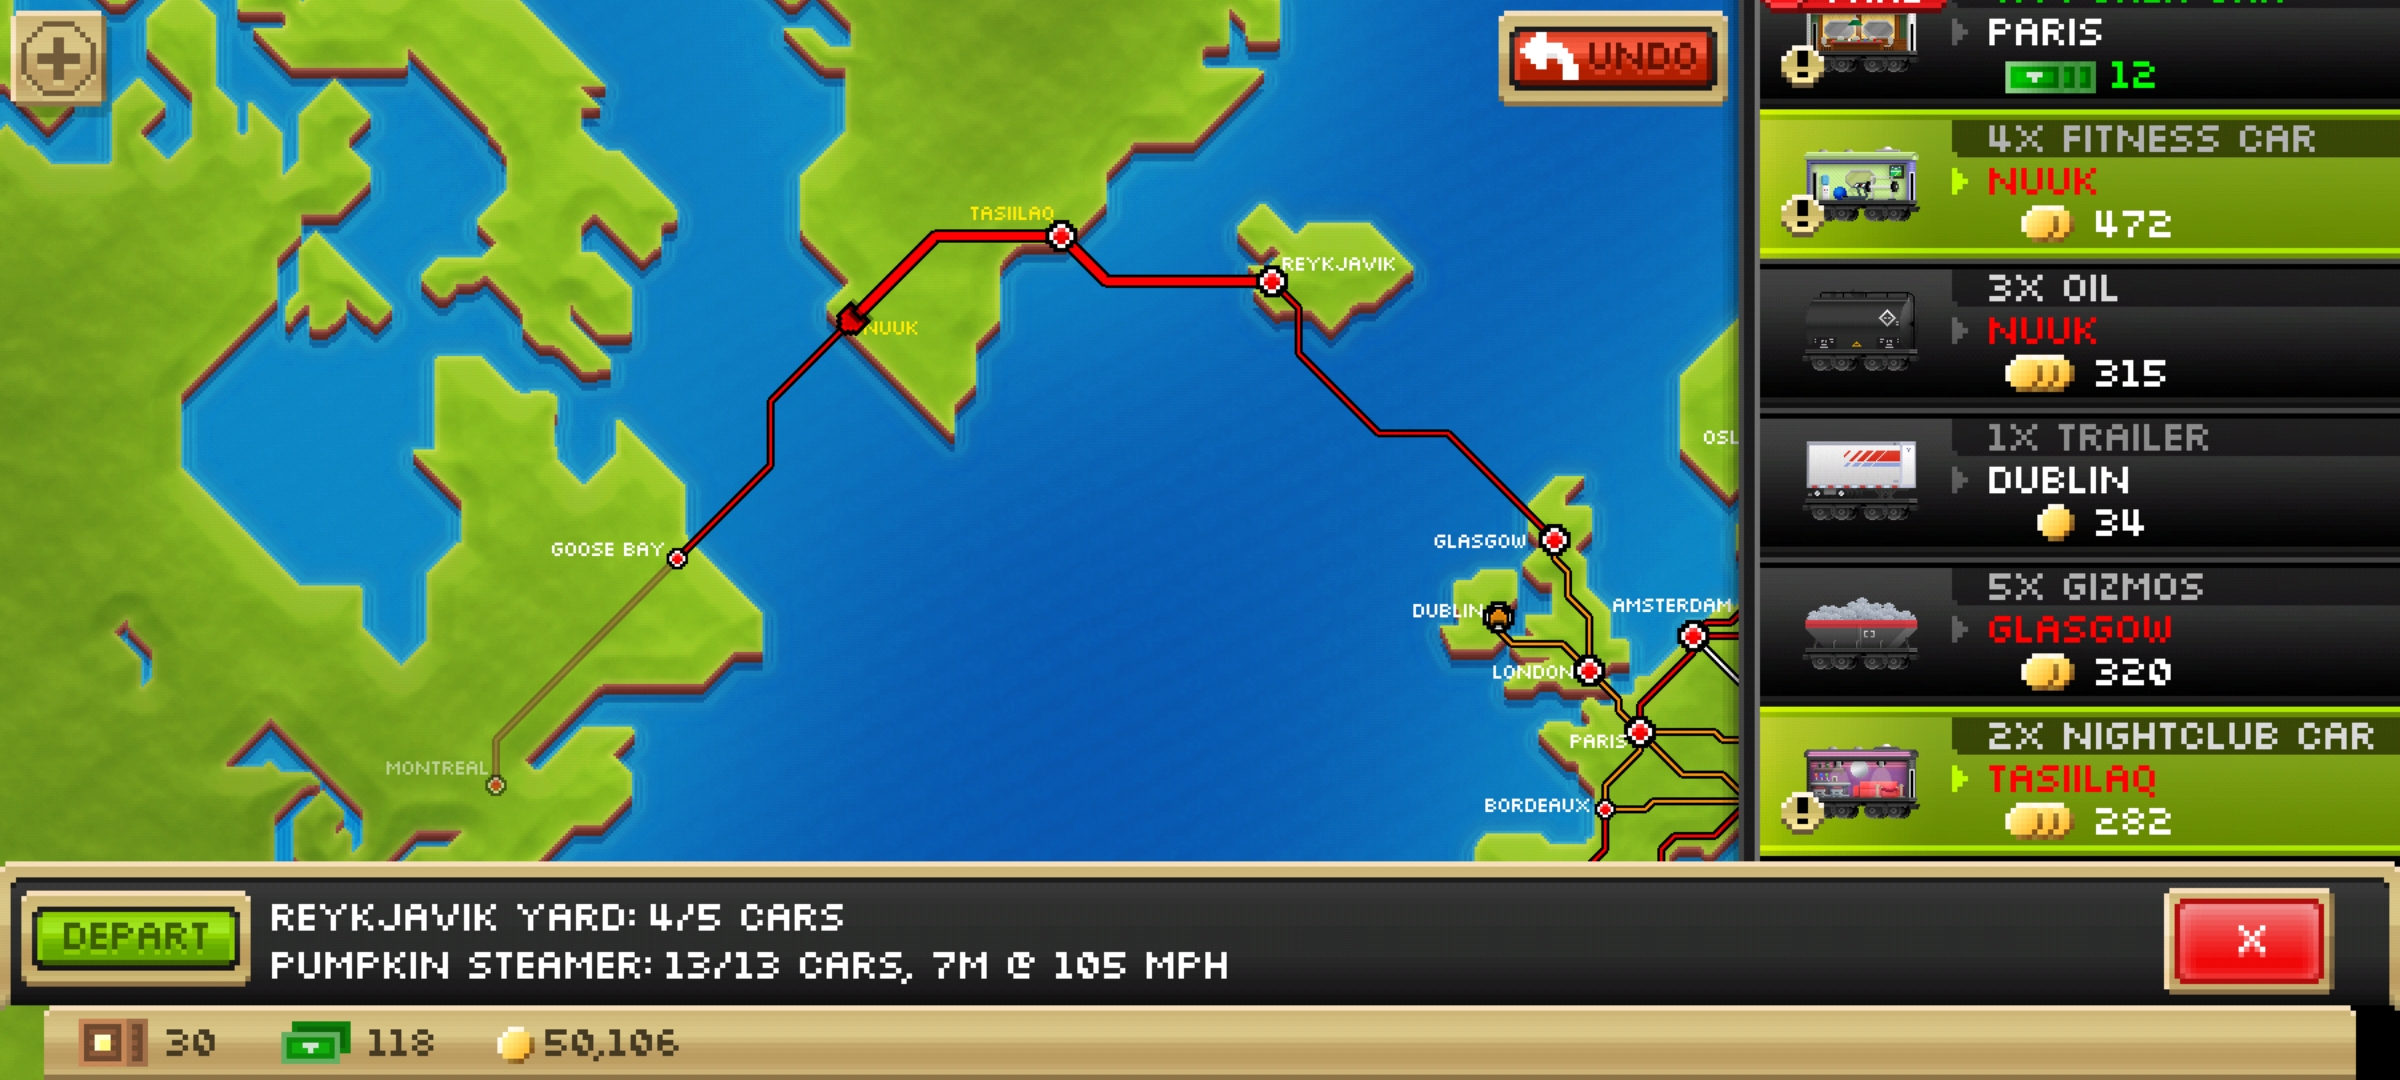 UNDO
PARIS
12
4X FITNESS CAR
NUUK
472
3X OIL
NUUK
315
1X TRAILER
DUBLIN
34
5X GIZMOS
GLASGOW
320
2X NIGHTCLUB CAR
TASIILAQ
282
TASIILAQ
REYKJAVIK
NUUK
GOOSE BAY
MONTREAL
OSL
GLASGOW
DUBLIN
AMSTERDAM
LONDON
PARIS
BORDEAUX
DEPART
REYKJAVIK YARD: 4/5 CARS
PUMPKIN STEAMER: 13/13 CARS, 7M @ 105 MPH
X
30
118
50,106